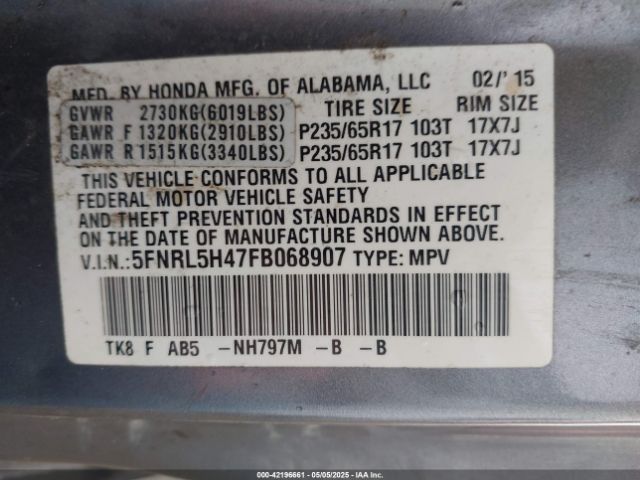 MFD. BY HONDA MFG. OF ALABAMA, LLC 02/'15
GVWR 2730KG(6019LBS) TIRE SIZE RIM SIZE
GAWR F 1320KG(2910LBS) P235/65R17 103T 17X7J
GAWR R 1515KG(3340LBS) P235/65R17 103T 17X7J
THIS VEHICLE CONFORMS TO ALL APPLICABLE
FEDERAL MOTOR VEHICLE SAFETY
AND THEFT PREVENTION STANDARDS IN EFFECT
ON THE DATE OF MANUFACTURE SHOWN ABOVE.
V.I.N.:5FNRL5H47FB068907 TYPE: MPV
TK8 F AB5 -NH797M -B -B
000-42196661 - 05/05/2025 - IAAI.COM